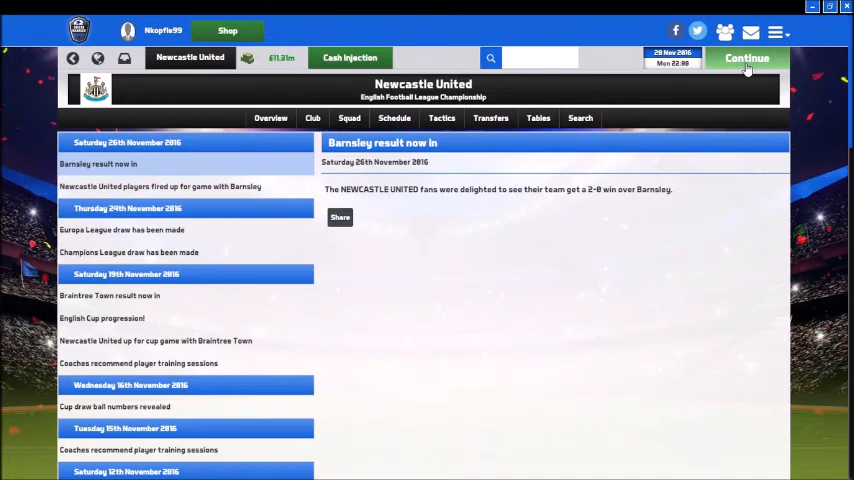 Nkopfie99
Shop
Newcastle United
£11.31m
Cash Injection
28 Nov 2016
Mon 22:00
Continue
Newcastle United
English Football League Championship
Overview
Club
Squad
Schedule
Tactics
Transfers
Tables
Search
Saturday 26th November 2016
Barnsley result now in
Newcastle United players fired up for game with Barnsley
Thursday 24th November 2016
Europa League draw has been made
Champions League draw has been made
Saturday 19th November 2016
Braintree Town result now in
English Cup progression!
Newcastle United up for cup game with Braintree Town
Coaches recommend player training sessions
Wednesday 16th November 2016
Cup draw ball numbers revealed
Tuesday 15th November 2016
Coaches recommend player training sessions
Saturday 12th November 2016
Barnsley result now in
Saturday 26th November 2016
The NEWCASTLE UNITED fans were delighted to see their team get a 2-0 win over Barnsley.
Share